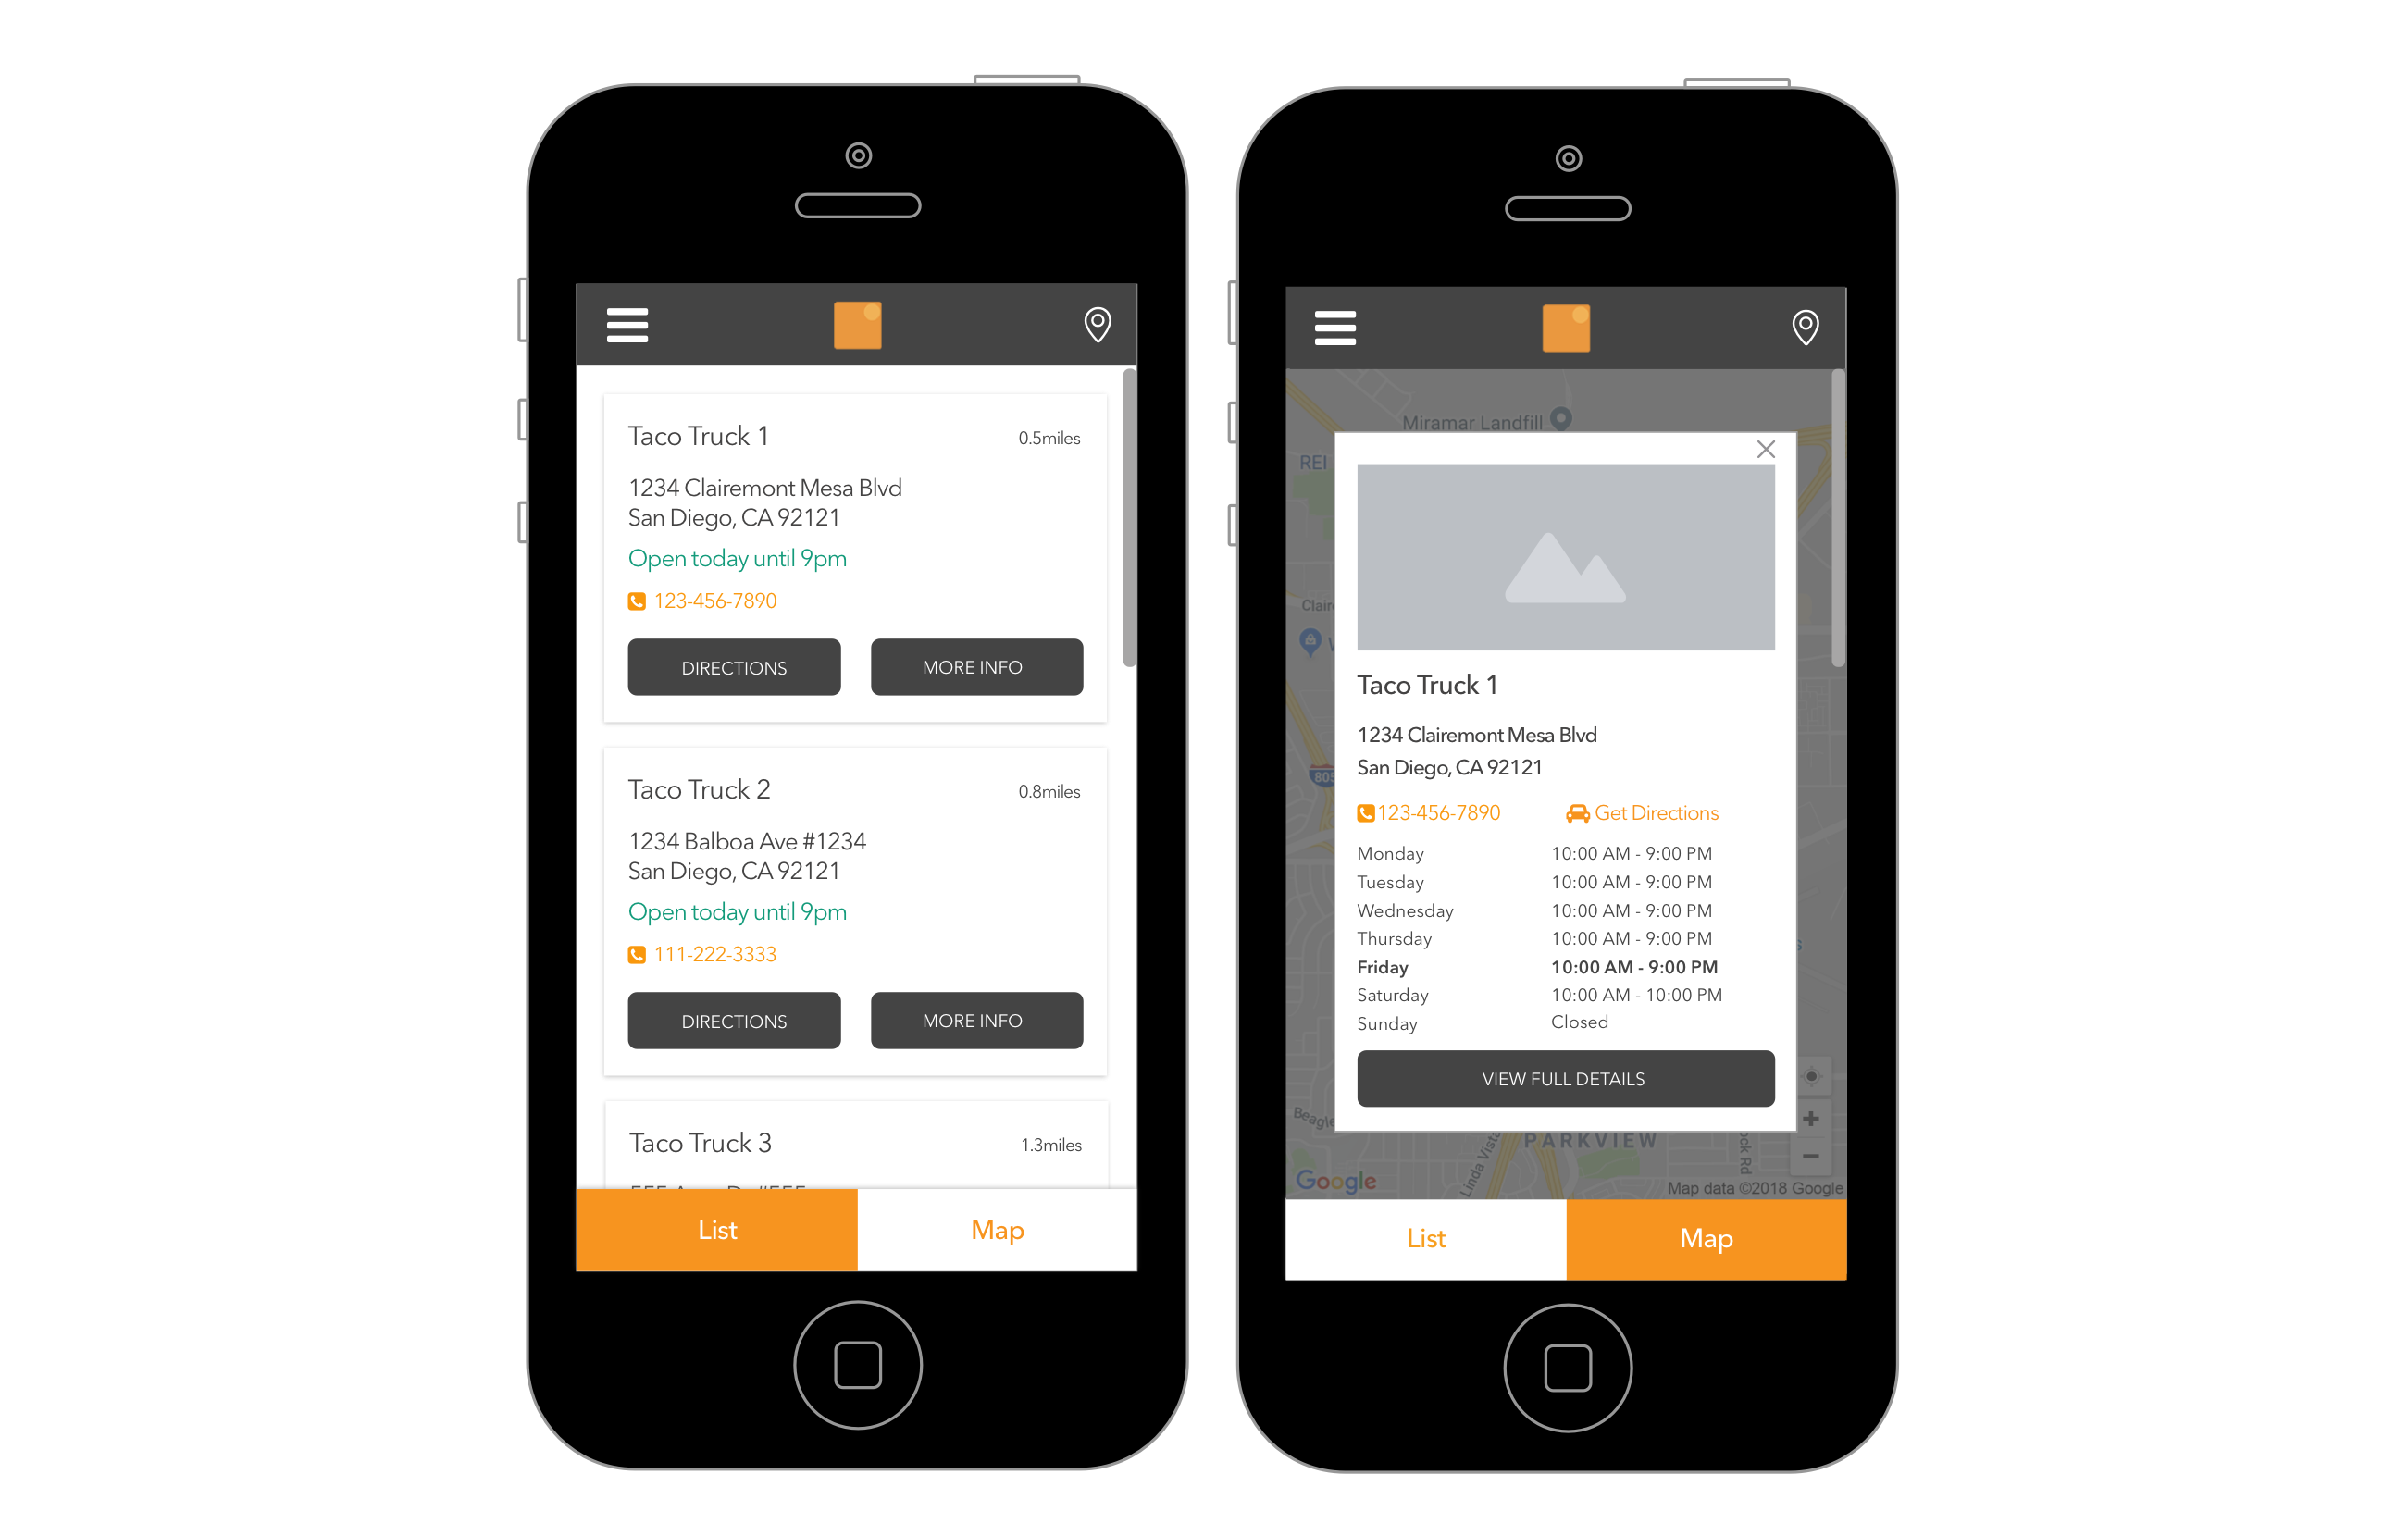 Taco Truck 1
0.5miles
1234 Clairemont Mesa Blvd
San Diego, CA 92121
Open today until 9pm
123-456-7890
DIRECTIONS
MORE INFO
Taco Truck 2
0.8miles
1234 Balboa Ave #1234
San Diego, CA 92121
Open today until 9pm
111-222-3333
DIRECTIONS
MORE INFO
Taco Truck 3
1.3miles
List
Map
Miramar Landfill
REI
Clair
805
Taco Truck 1
1234 Clairemont Mesa Blvd
San Diego, CA 92121
123-456-7890
Get Directions
Monday 10:00 AM - 9:00 PM
Tuesday 10:00 AM - 9:00 PM
Wednesday 10:00 AM - 9:00 PM
Thursday 10:00 AM - 9:00 PM
Friday 10:00 AM - 9:00 PM
Saturday 10:00 AM - 10:00 PM
Sunday Closed
VIEW FULL DETAILS
Beagle
PARKVIEW
Linda Vista
ock Rd
Google
Map data ©2018 Google
List
Map